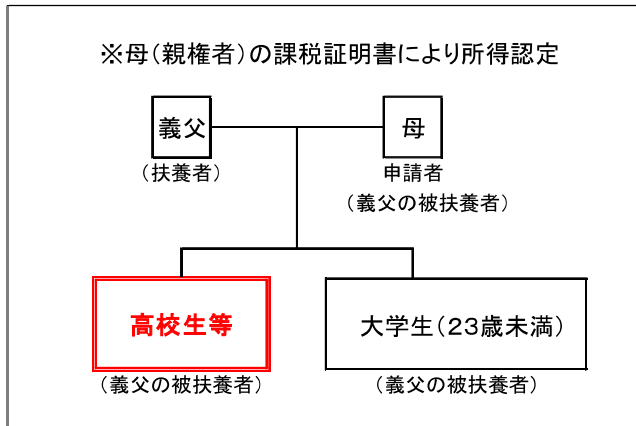 ※母(親権者)の課税証明書により所得認定
義父
母
(扶養者)
申請者
(義父の被扶養者)
高校生等
大学生(23歳未満)
(義父の被扶養者)
(義父の被扶養者)